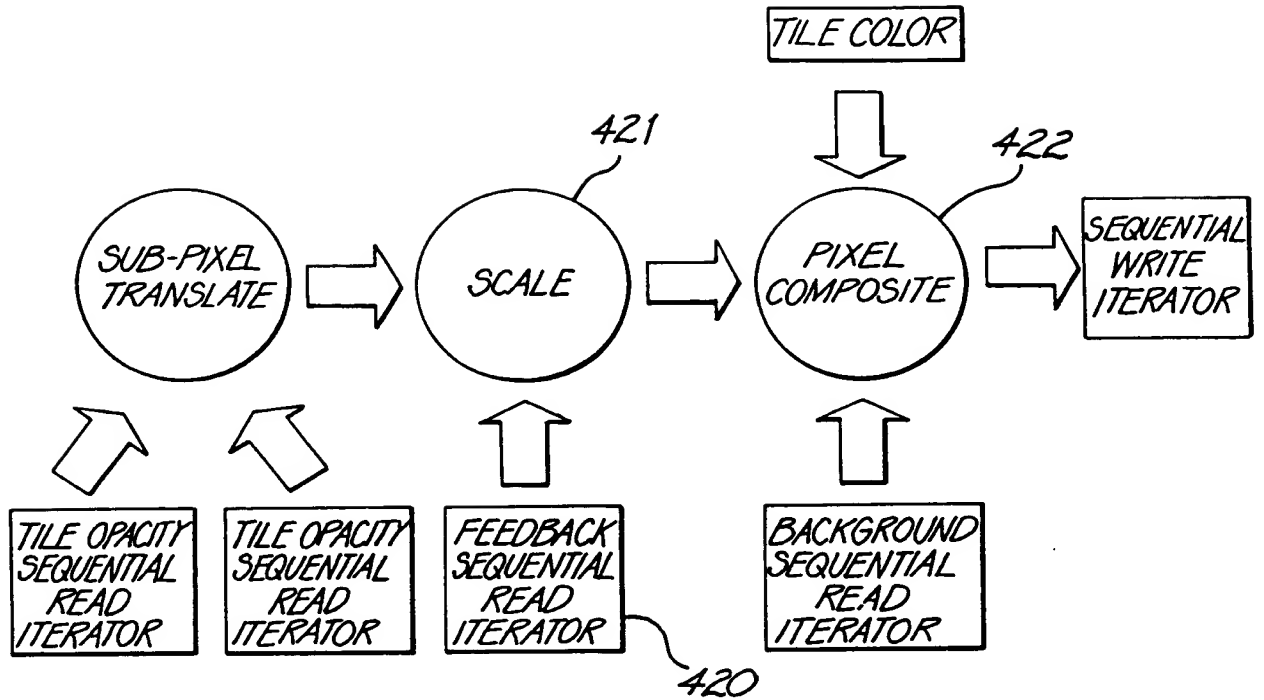 TILE COLOR
421
422
SUB-PIXEL
TRANSLATE
SCALE
PIXEL
COMPOSITE
SEQUENTIAL
WRITE
ITERATOR
TILE OPACITY
SEQUENTIAL
READ
ITERATOR
TILE OPACITY
SEQUENTIAL
READ
ITERATOR
FEEDBACK
SEQUENTIAL
READ
ITERATOR
BACKGROUND
SEQUENTIAL
READ
ITERATOR
420